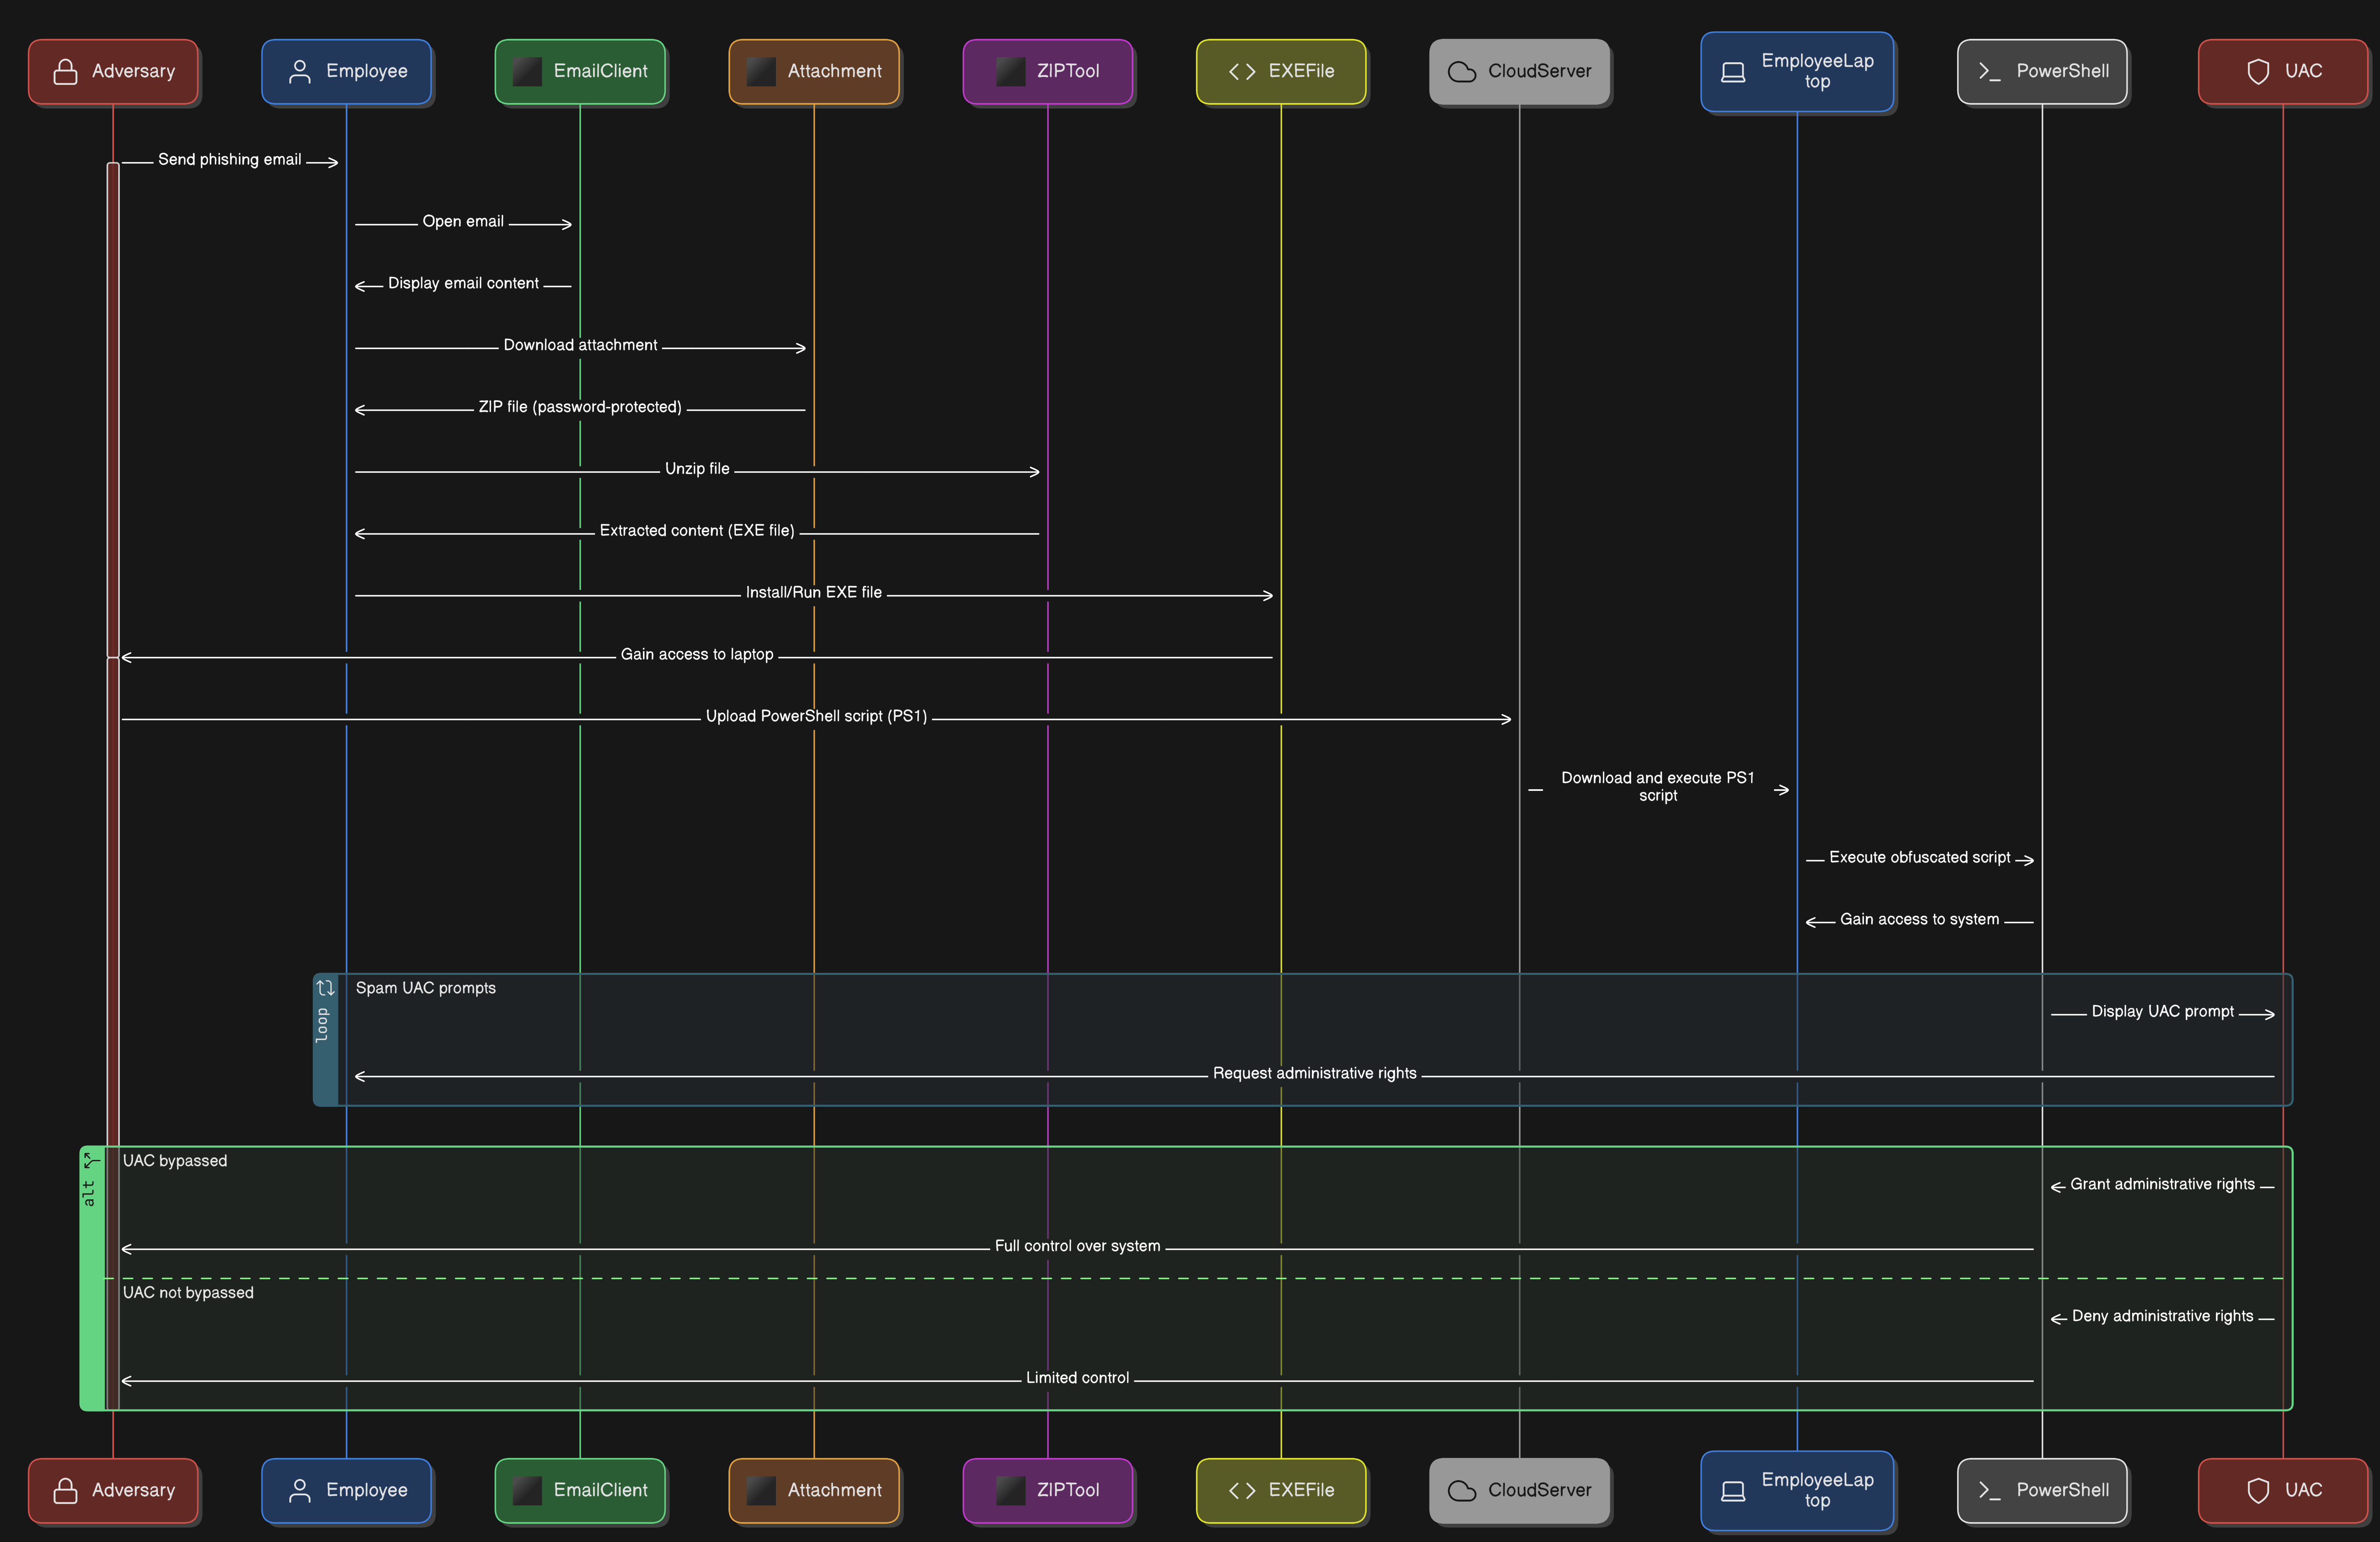 Adversary
Employee
EmailClient
Attachment
ZIPTool
EXEFile
CloudServer
EmployeeLap
top
PowerShell
UAC
Send phishing email
Open email
Display email content
Download attachment
ZIP file (password-protected)
Unzip file
Extracted content (EXE file)
Install/Run EXE file
Gain access to laptop
Upload PowerShell script (PS1)
Download and execute PS1
script
Execute obfuscated script
Gain access to system
loop
Spam UAC prompts
Display UAC prompt
Request administrative rights
alt
UAC bypassed
Grant administrative rights
Full control over system
UAC not bypassed
Deny administrative rights
Limited control
Adversary
Employee
EmailClient
Attachment
ZIPTool
EXEFile
CloudServer
EmployeeLap
top
PowerShell
UAC